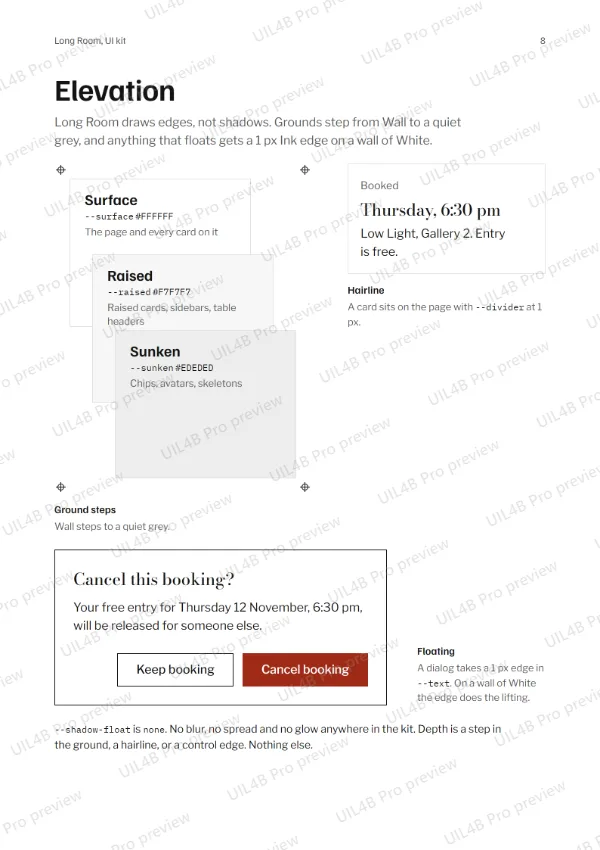 Long Room, UI kit
8
Elevation
Long Room draws edges, not shadows. Grounds step from Wall to a quiet
grey, and anything that floats gets a 1 px Ink edge on a wall of White.
Surface
--surface #FFFFFF
The page and every card on it
Raised
--raised #F7F7F7
Raised cards, sidebars, table
headers
Sunken
--sunken #EDEDED
Chips, avatars, skeletons
Ground steps
Wall steps to a quiet grey.
Booked
Thursday, 6:30 pm
Low Light, Gallery 2. Entry
is free.
Hairline
A card sits on the page with --divider at 1
px.
Cancel this booking?
Your free entry for Thursday 12 November, 6:30 pm,
will be released for someone else.
Keep booking
Cancel booking
Floating
A dialog takes a 1 px edge in
--text. On a wall of White
the edge does the lifting.
--shadow-float is none. No blur, no spread and no glow anywhere in the kit. Depth is a step in
the ground, a hairline, or a control edge. Nothing else.
UIL4B Pro preview